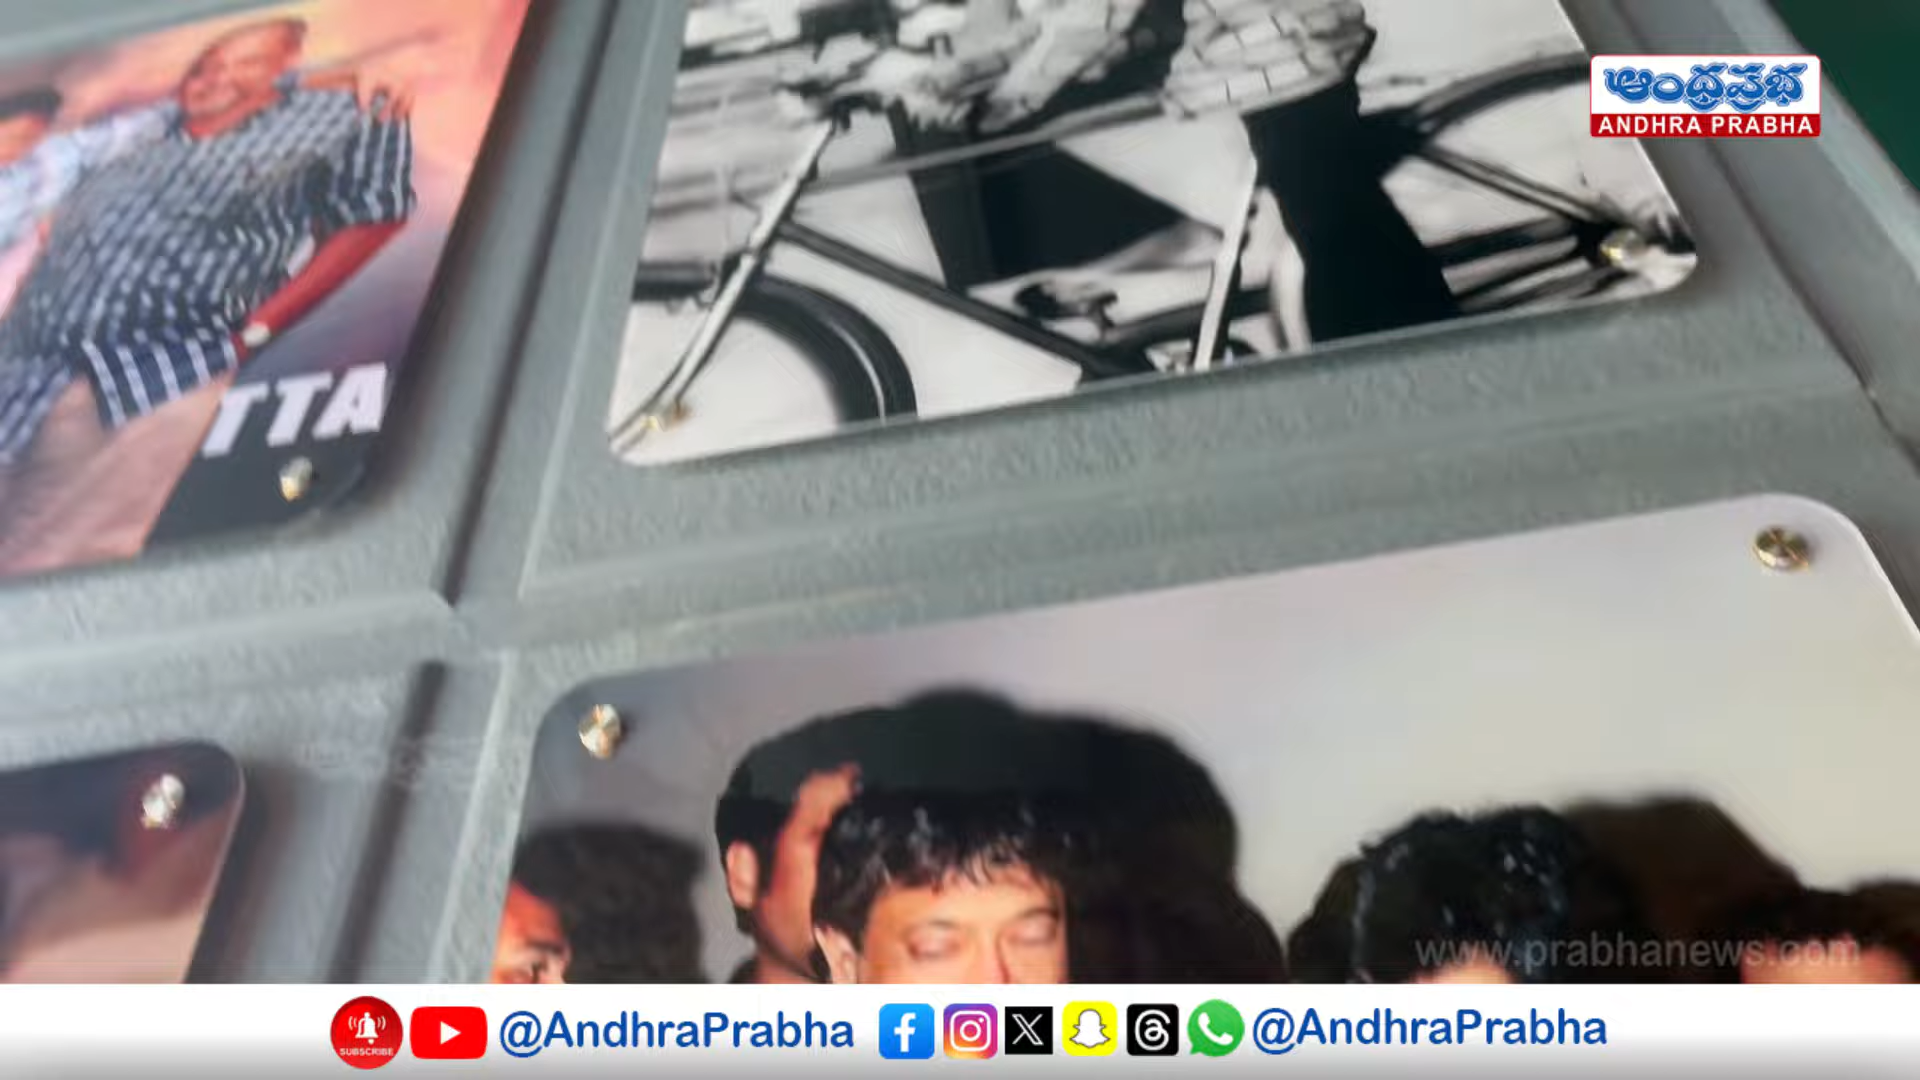 ఆంధ్రప్రభ
ANDHRA PRABHA
TTA
www.prabhanews.com
SUBSCRIBE
@AndhraPrabha
@AndhraPrabha